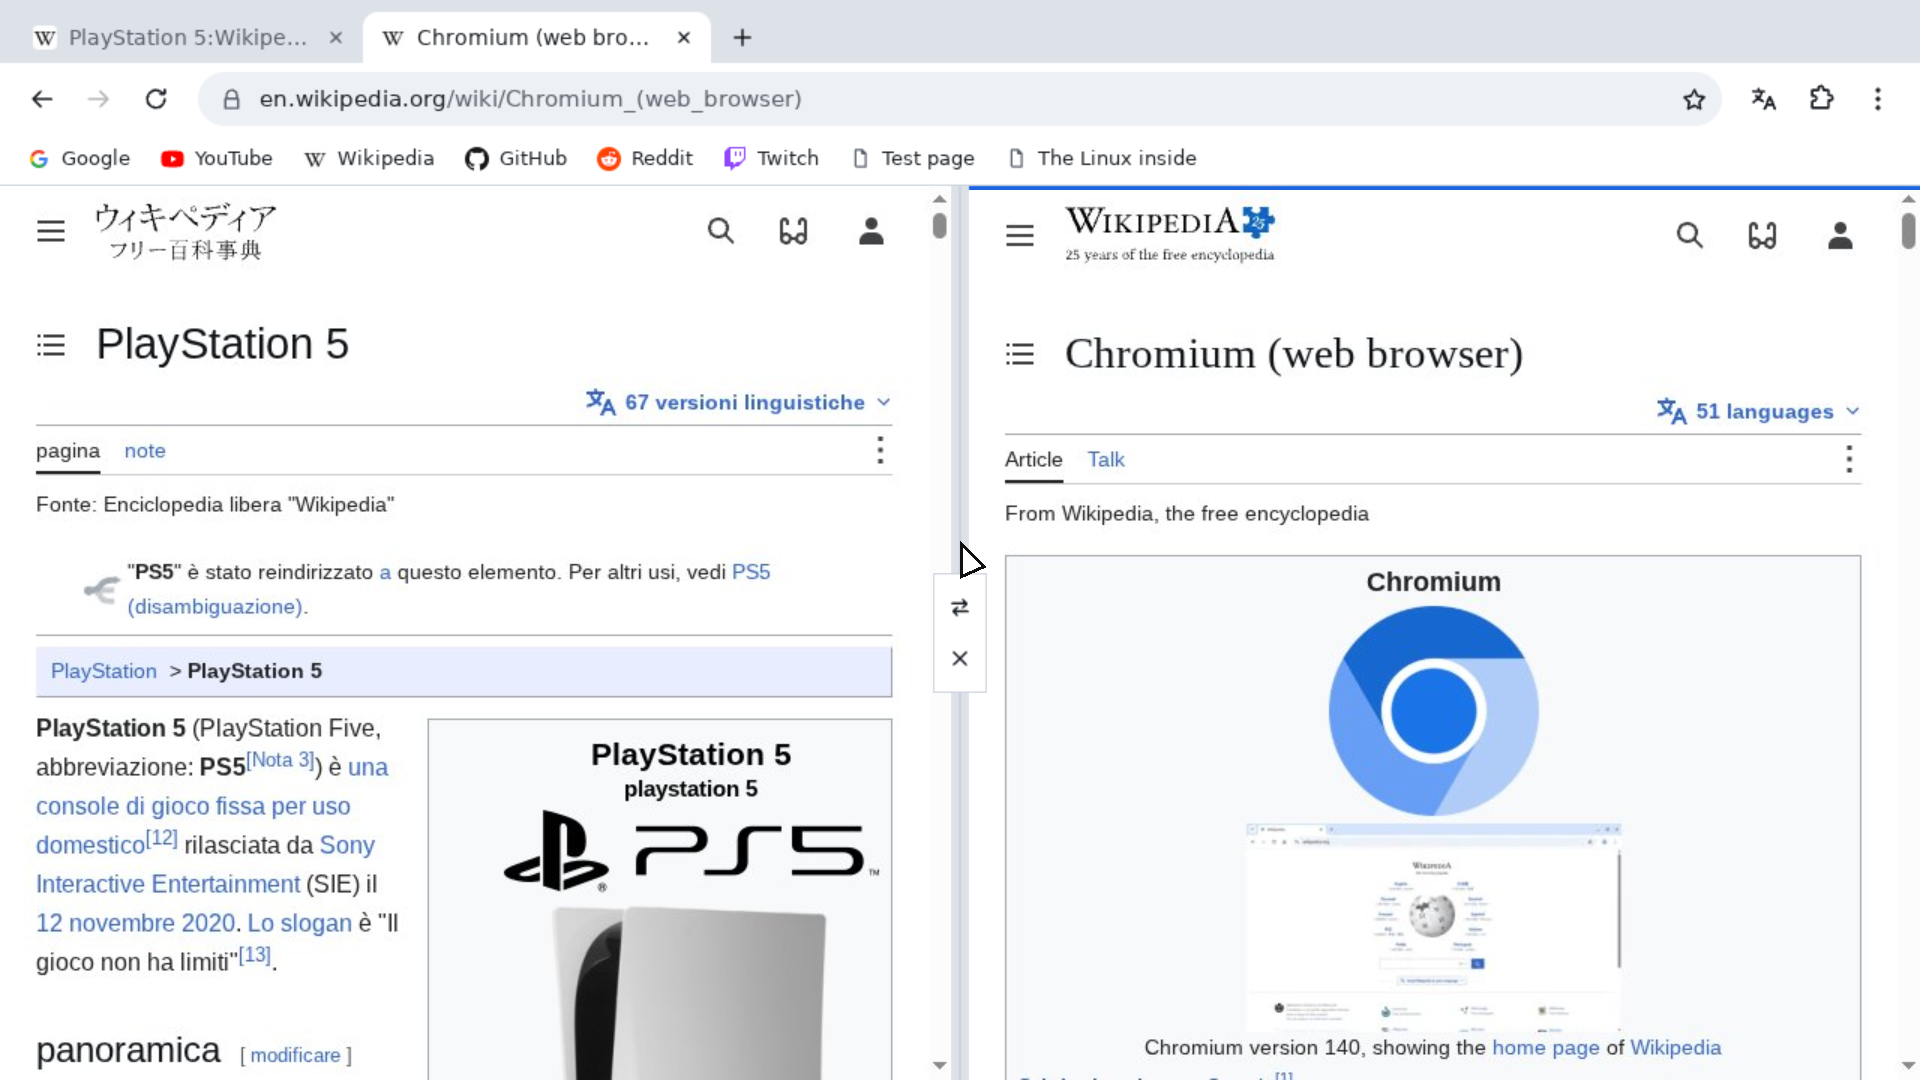 PlayStation 5:Wikipe...
Chromium (web bro...
en.wikipedia.org/wiki/Chromium_(web_browser)
Google
YouTube
Wikipedia
GitHub
Reddit
Twitch
Test page
The Linux inside
ウィキペディア
フリー百科事典
PlayStation 5
67 versioni linguistiche
pagina
note
Fonte: Enciclopedia libera "Wikipedia"
"PS5" è stato reindirizzato a questo elemento. Per altri usi, vedi PS5
(disambiguazione).
PlayStation > PlayStation 5
PlayStation 5 (PlayStation Five,
abbreviazione: PS5[Nota 3]) è una
console di gioco fissa per uso
domestico[12] rilasciata da Sony
Interactive Entertainment (SIE) il
12 novembre 2020. Lo slogan è "Il
gioco non ha limiti"[13].
PlayStation 5
playstation 5
PS5
panoramica [ modificare ]
WIKIPEDIA 25
25 years of the free encyclopedia
Chromium (web browser)
51 languages
Article
Talk
From Wikipedia, the free encyclopedia
Chromium
Chromium version 140, showing the home page of Wikipedia